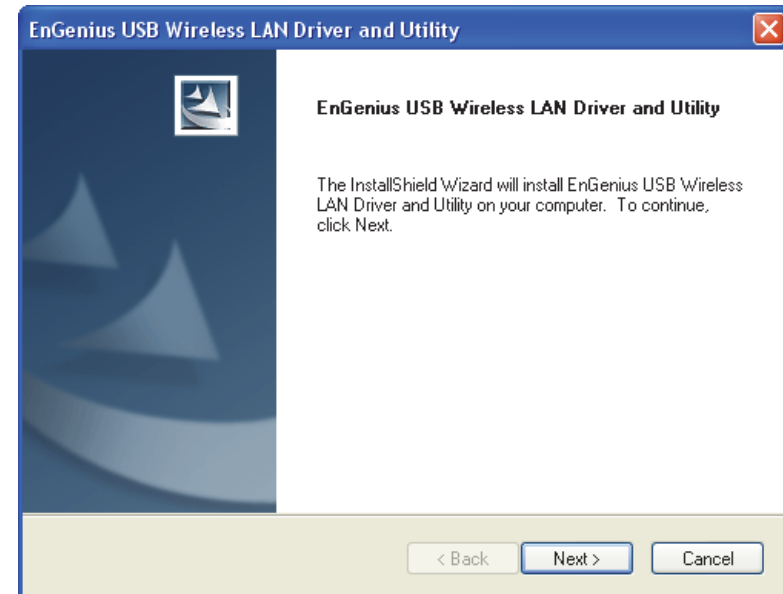 EnGenius USB Wireless LAN Driver and Utility
EnGenius USB Wireless LAN Driver and Utility
The InstallShield Wizard will install EnGenius USB Wireless
LAN Driver and Utility on your computer.  To continue,
click Next.
< Back Next > Cancel